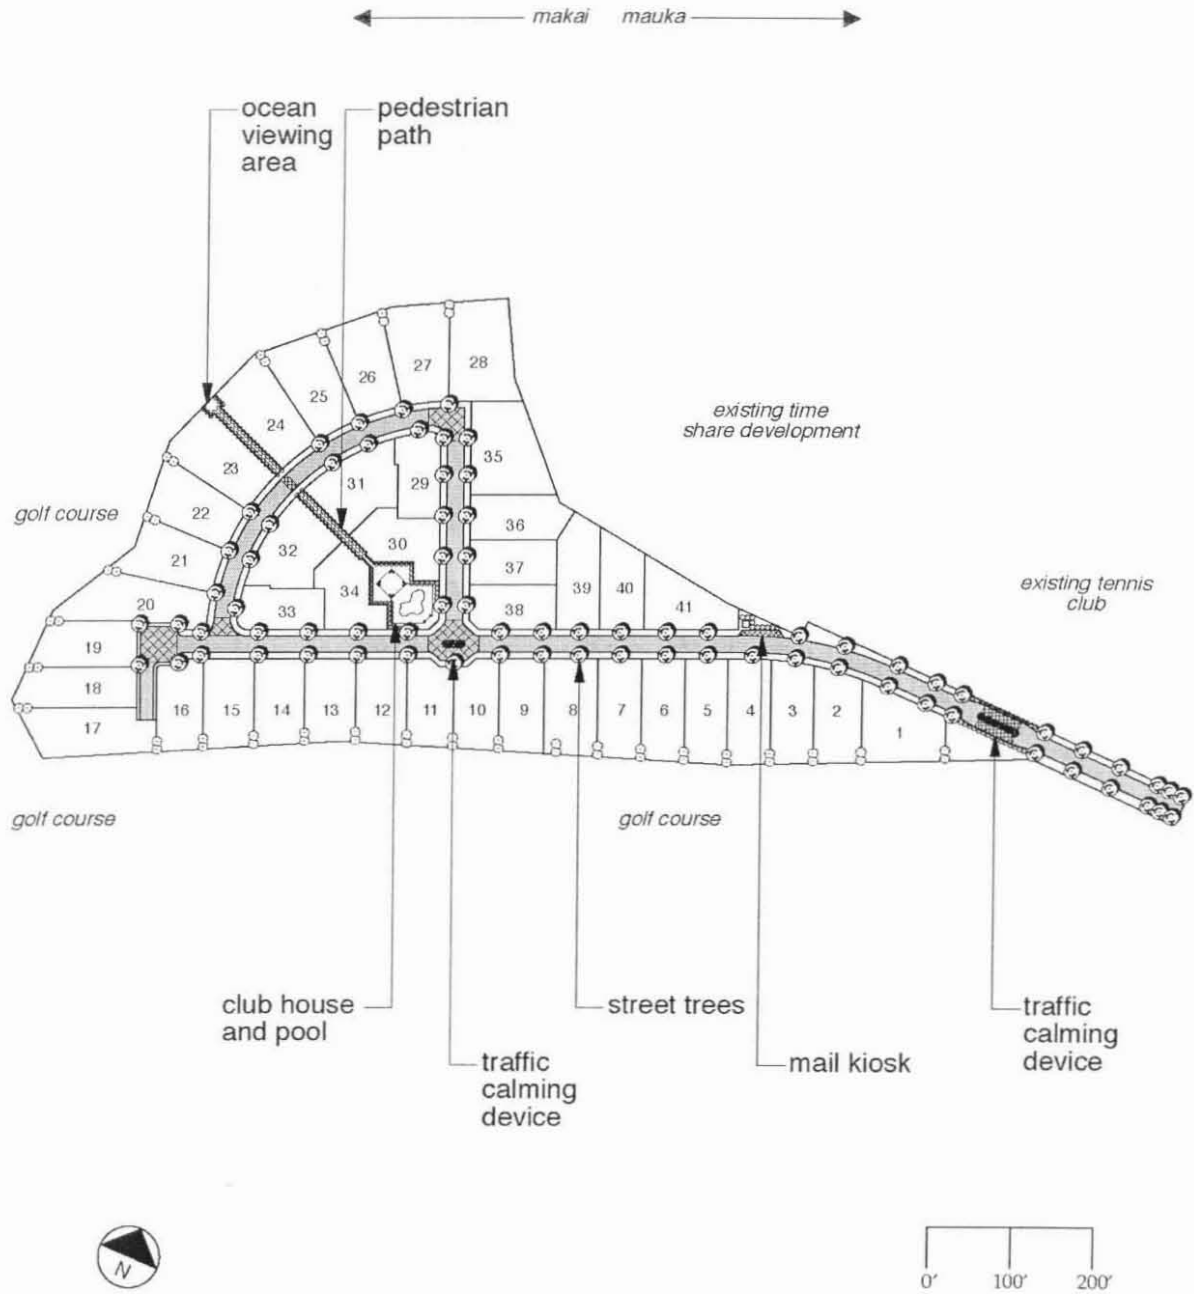 makai mauka
ocean
viewing
area
pedestrian
path
28
27
26
25
24
23
22
21
20
19
18
17
35
29
31
32
30
34
33
36
37
38
39
40
41
existing time
share development
existing tennis
club
golf course
16
15
14
13
12
11
10
9
8
7
6
5
4
3
2
1
golf course
golf course
club house
and pool
street trees
traffic
calming
device
mail kiosk
traffic
calming
device
N
0'
100'
200'